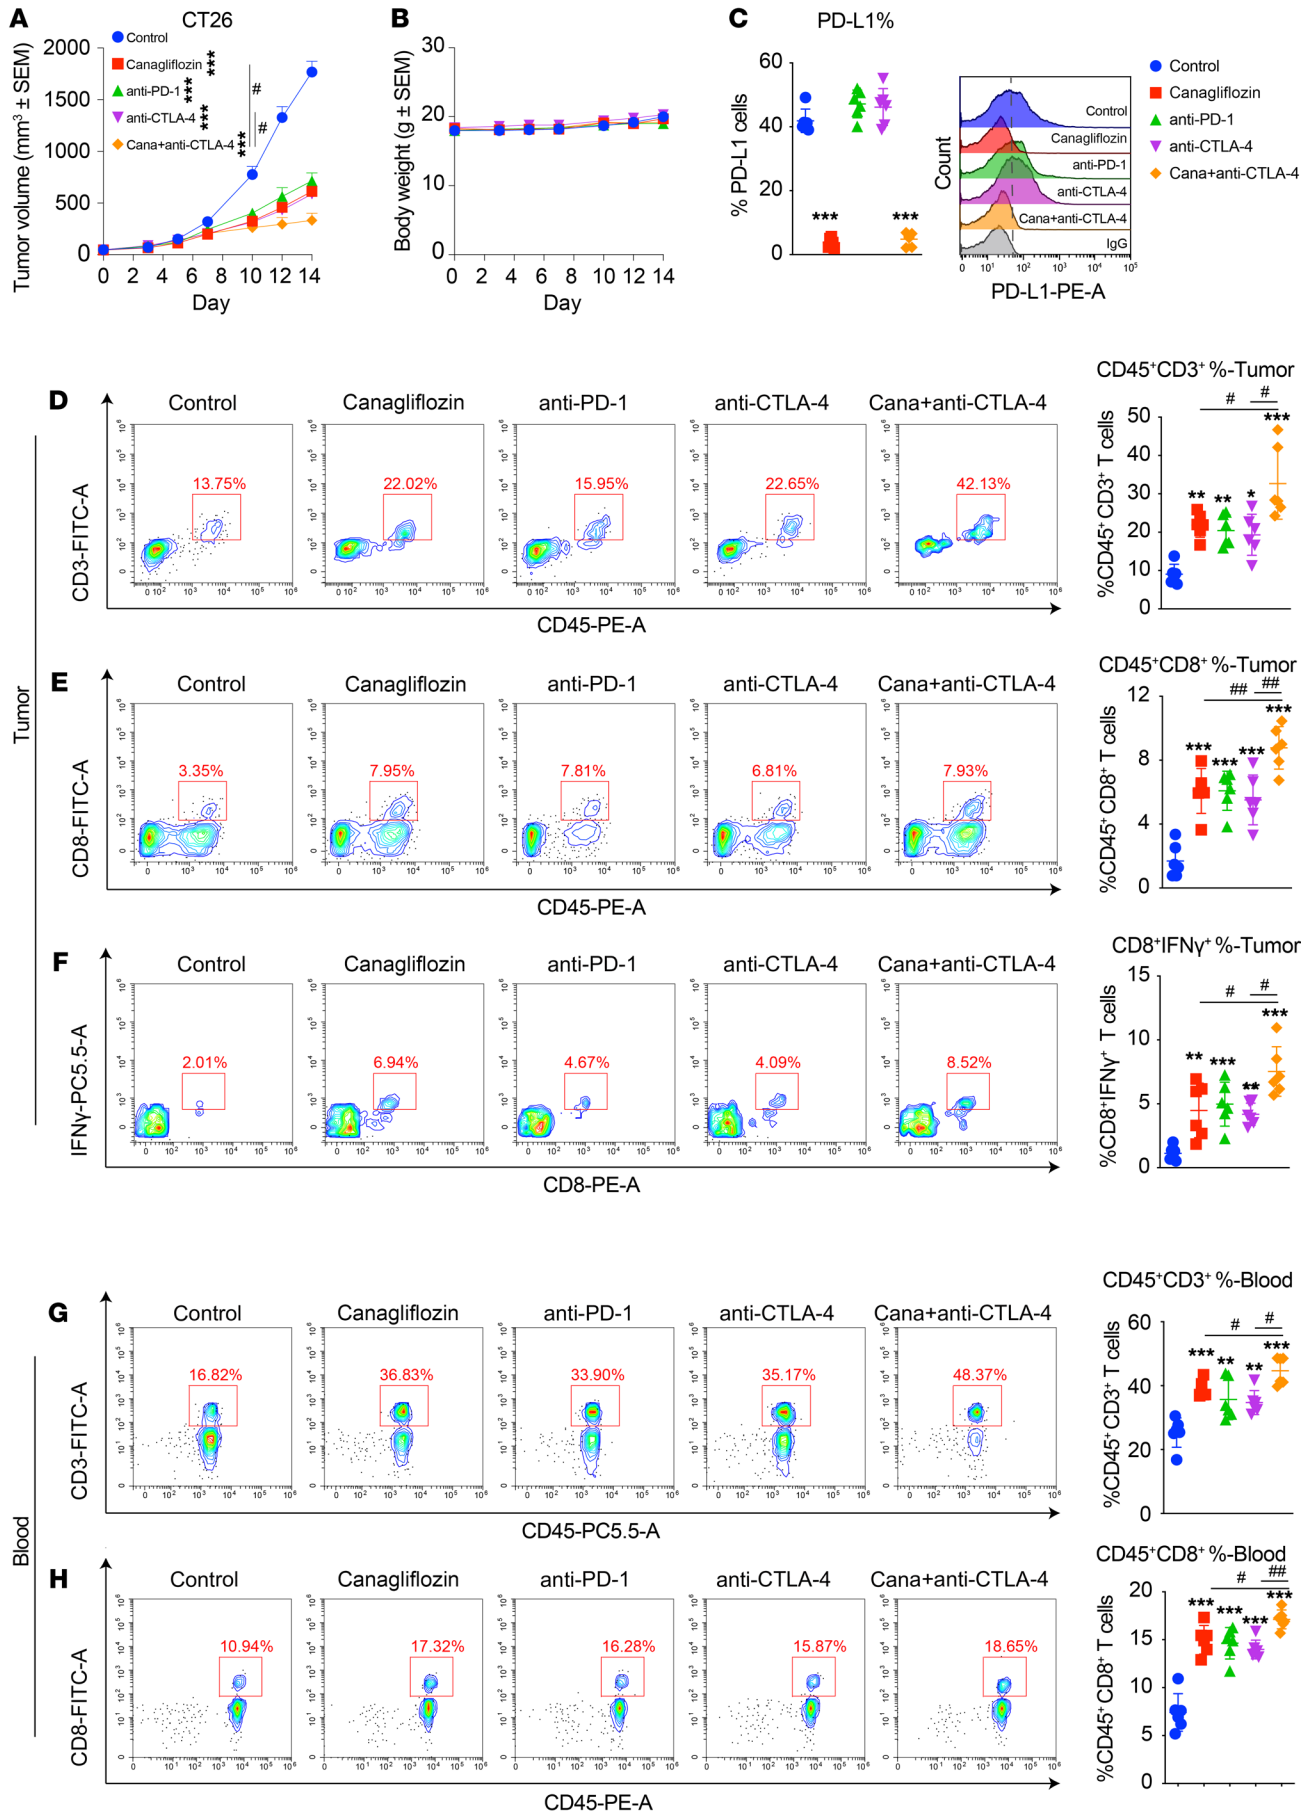 A
CT26
Tumor volume (mm³ ± SEM)
2000
1500
1000
500
0
Control
Canagliflozin
anti-PD-1
anti-CTLA-4
Cana+anti-CTLA-4
***
***
***
***
#
#
0 2 4 6 8 10 12 14
Day
B
Body weight (g ± SEM)
30
20
10
0
0 2 4 6 8 10 12 14
Day
C
PD-L1%
% PD-L1 cells
60
40
20
0
***
***
Count
Control
Canagliflozin
anti-PD-1
anti-CTLA-4
Cana+anti-CTLA-4
IgG
0 10¹ 10² 10³ 10⁴ 10⁵
PD-L1-PE-A
Control
Canagliflozin
anti-PD-1
anti-CTLA-4
Cana+anti-CTLA-4
Tumor
D
Control Canagliflozin anti-PD-1 anti-CTLA-4 Cana+anti-CTLA-4
13.75% 22.02% 15.95% 22.65% 42.13%
CD3-FITC-A
CD45-PE-A
CD45⁺CD3⁺ %-Tumor
%CD45⁺ CD3⁺ T cells
50
40
30
20
10
0
# #
** ** * ***
E
Control Canagliflozin anti-PD-1 anti-CTLA-4 Cana+anti-CTLA-4
3.35% 7.95% 7.81% 6.81% 7.93%
CD8-FITC-A
CD45-PE-A
CD45⁺CD8⁺ %-Tumor
%CD45⁺ CD8⁺ T cells
12
8
4
0
## ##
*** *** *** ***
F
Control Canagliflozin anti-PD-1 anti-CTLA-4 Cana+anti-CTLA-4
2.01% 6.94% 4.67% 4.09% 8.52%
IFNγ-PC5.5-A
CD8-PE-A
CD8⁺IFNγ⁺ %-Tumor
%CD8⁺IFNγ⁺ T cells
15
10
5
0
# #
** *** ** ***
Blood
G
Control Canagliflozin anti-PD-1 anti-CTLA-4 Cana+anti-CTLA-4
16.82% 36.83% 33.90% 35.17% 48.37%
CD3-FITC-A
CD45-PC5.5-A
CD45⁺CD3⁺ %-Blood
%CD45⁺ CD3⁺ T cells
60
40
20
0
# #
*** ** ** ***
H
Control Canagliflozin anti-PD-1 anti-CTLA-4 Cana+anti-CTLA-4
10.94% 17.32% 16.28% 15.87% 18.65%
CD8-FITC-A
CD45-PE-A
CD45⁺CD8⁺ %-Blood
%CD45⁺ CD8⁺ T cells
20
15
10
5
0
# ##
*** *** *** ***